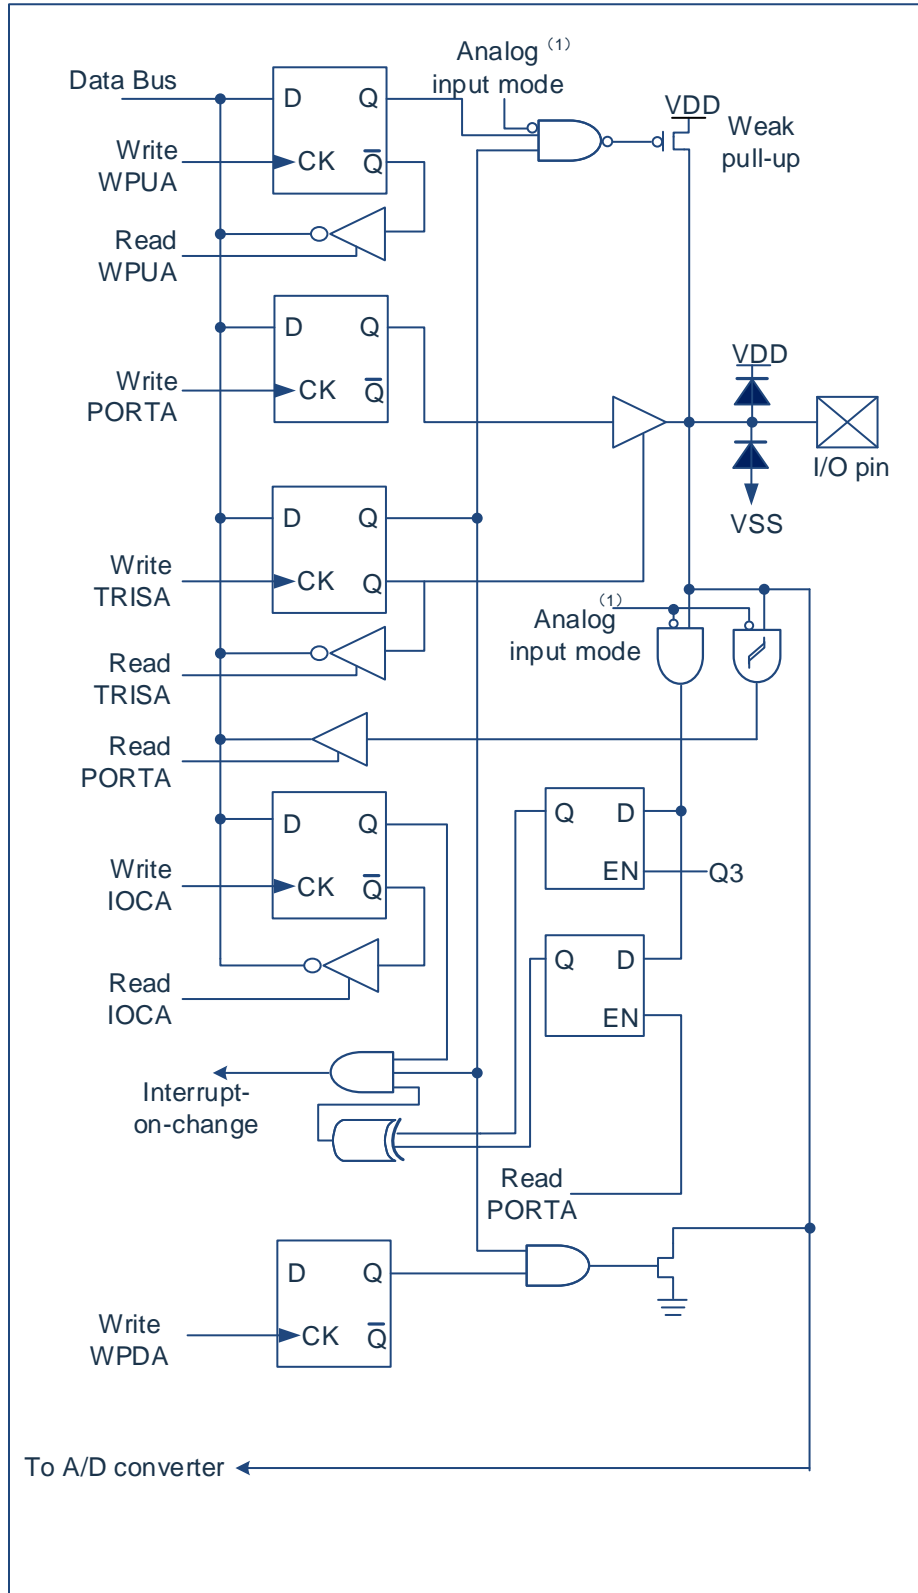 Analog (1)
input mode
Data Bus
D Q
VDD
Weak
pull-up
Write
WPUA
CK Q
Read
WPUA
D Q
Write
PORTA
CK Q
VDD
I/O pin
VSS
D Q
Write
TRISA
CK Q
Analog (1)
input mode
Read
TRISA
Read
PORTA
D Q
Q D
Write
IOCA
CK Q
EN
Q3
Q D
Read
IOCA
EN
Interrupt-
on-change
Read
PORTA
D Q
Write
WPDA
CK Q
To A/D converter